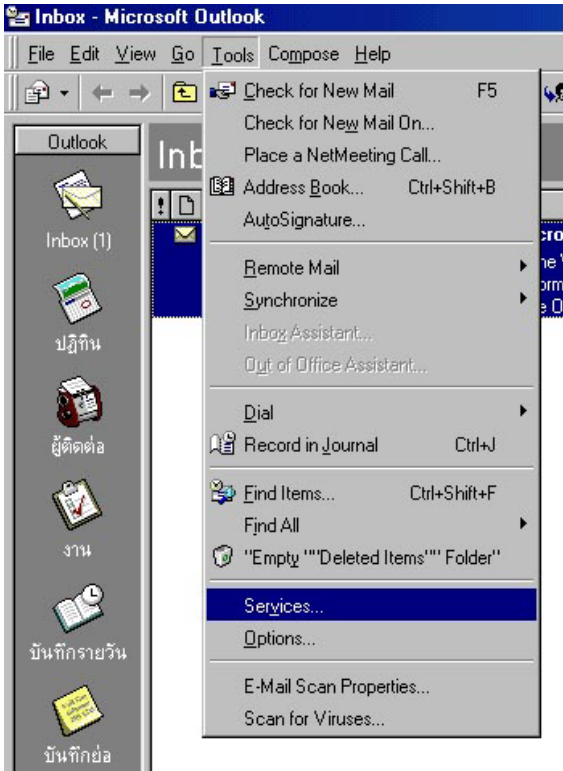 Inbox - Microsoft Outlook
File Edit View Go Tools Compose Help
Outlook
Inb
Inbox (1)
ปฏิทิน
ผู้ติดต่อ
งาน
บันทึกรายวัน
บันทึกย่อ
Check for New Mail F5
Check for New Mail On...
Place a NetMeeting Call...
Address Book... Ctrl+Shift+B
AutoSignature...
Remote Mail
Synchronize
Inbox Assistant...
Out of Office Assistant...
Dial
Record in Journal Ctrl+J
Find Items... Ctrl+Shift+F
Find All
"Empty ""Deleted Items"" Folder"
Services...
Options...
E-Mail Scan Properties...
Scan for Viruses...